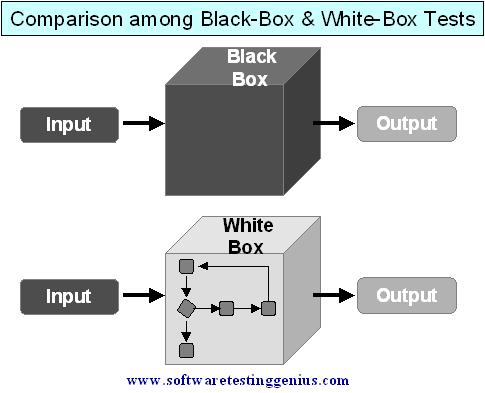 Comparison among Black-Box & White-Box Tests
Black
Box
Input
Output
White
Box
Input
Output
www.softwaretestinggenius.com